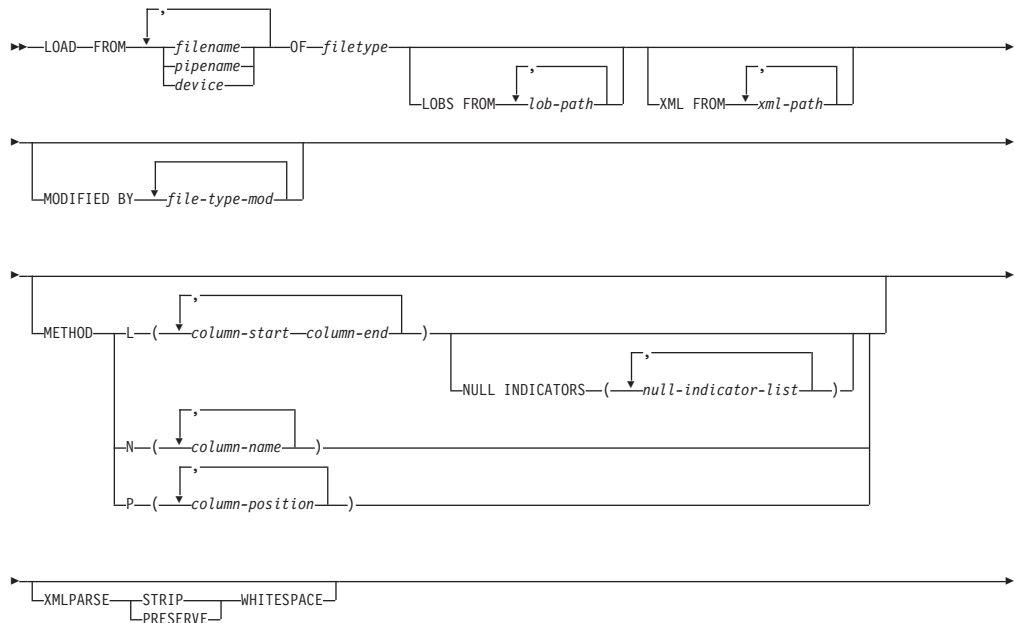 ,
LOAD FROM filename OF filetype
pipename
device
,
LOBS FROM lob-path
,
XML FROM xml-path
MODIFIED BY file-type-mod
,
METHOD L ( column-start column-end )
,
NULL INDICATORS ( null-indicator-list )
,
N ( column-name )
,
P ( column-position )
XMLPARSE STRIP WHITESPACE
PRESERVE